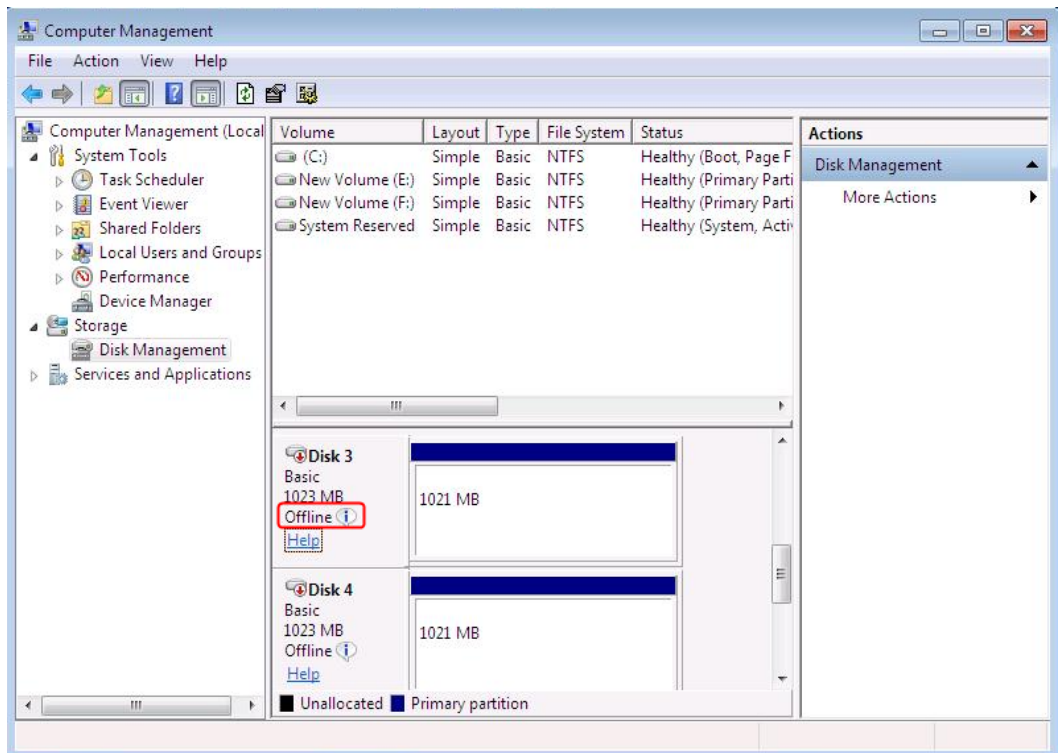 Computer Management
File Action View Help
Computer Management (Local
System Tools
Task Scheduler
Event Viewer
Shared Folders
Local Users and Groups
Performance
Device Manager
Storage
Disk Management
Services and Applications
Volume Layout Type File System Status
(C:) Simple Basic NTFS Healthy (Boot, Page F
New Volume (E:) Simple Basic NTFS Healthy (Primary Parti
New Volume (F:) Simple Basic NTFS Healthy (Primary Parti
System Reserved Simple Basic NTFS Healthy (System, Activ
Disk 3
Basic
1023 MB
Offline
Help
1021 MB
Disk 4
Basic
1023 MB
Offline
Help
1021 MB
Unallocated Primary partition
Actions
Disk Management
More Actions